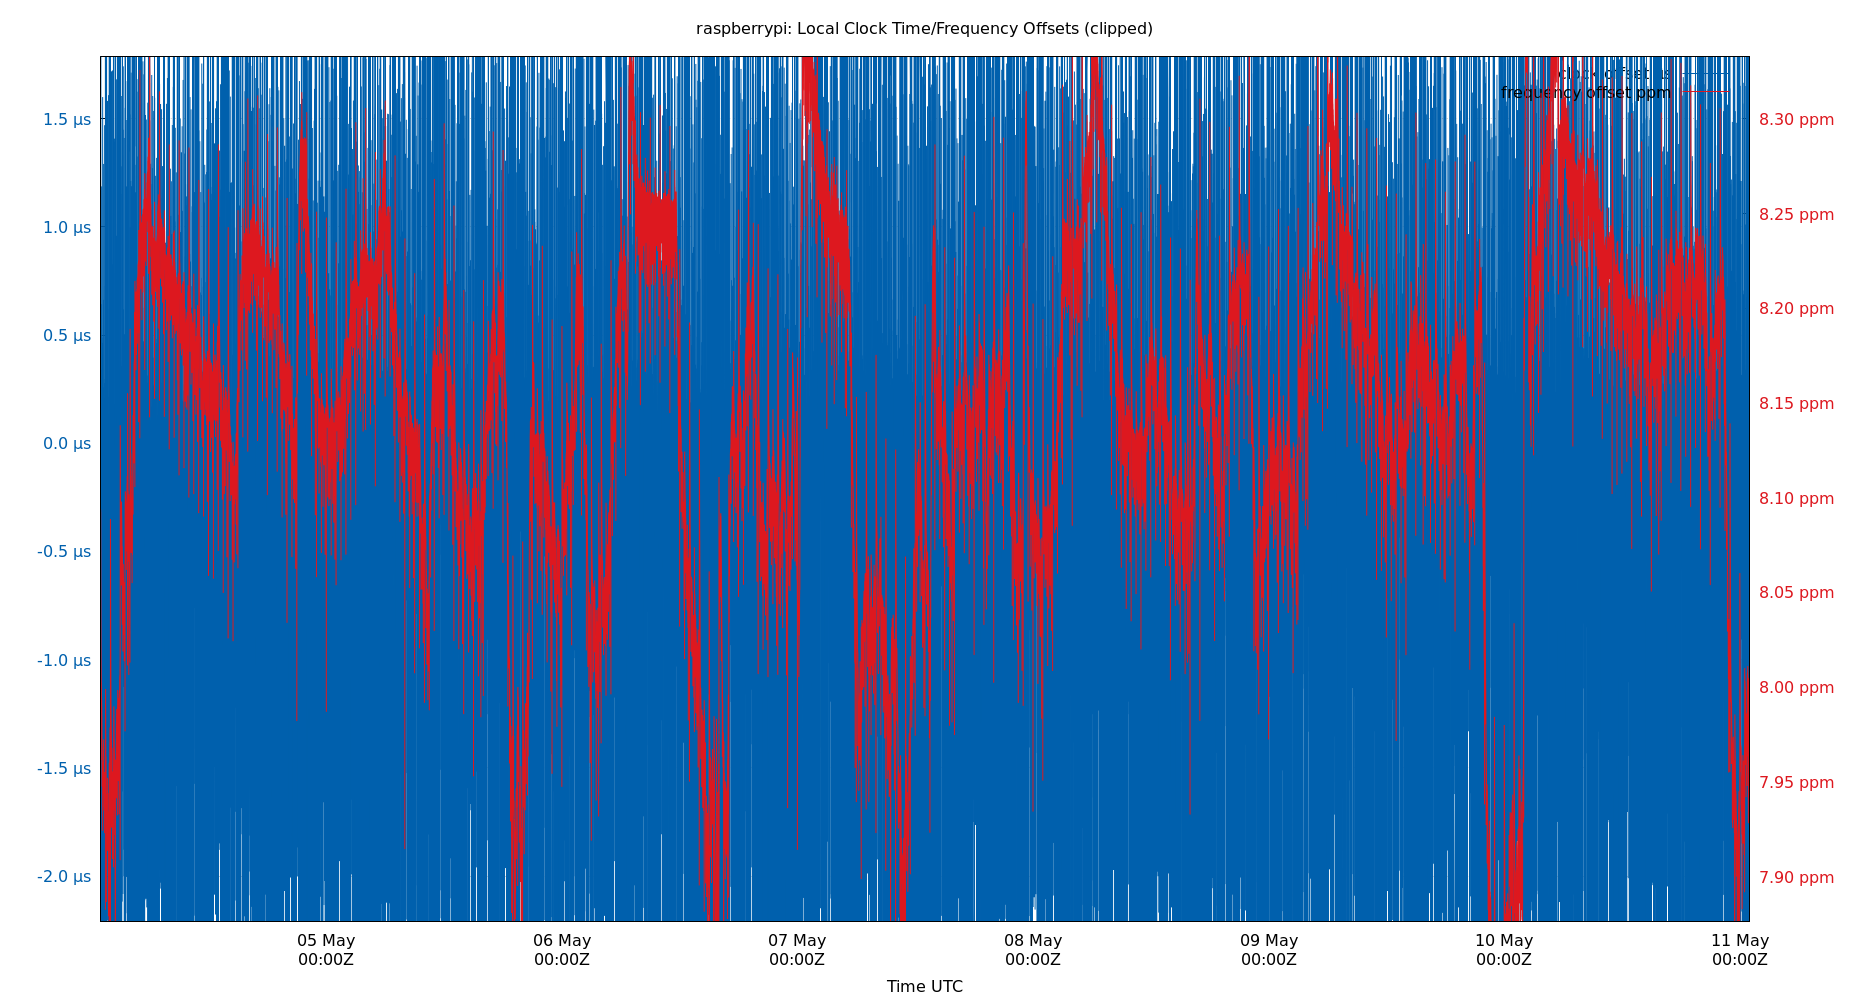 raspberrypi: Local Clock Time/Frequency Offsets (clipped)
clock offset µs
frequency offset ppm
1.5 µs
1.0 µs
0.5 µs
0.0 µs
-0.5 µs
-1.0 µs
-1.5 µs
-2.0 µs
8.30 ppm
8.25 ppm
8.20 ppm
8.15 ppm
8.10 ppm
8.05 ppm
8.00 ppm
7.95 ppm
7.90 ppm
05 May
00:00Z
06 May
00:00Z
07 May
00:00Z
08 May
00:00Z
09 May
00:00Z
10 May
00:00Z
11 May
00:00Z
Time UTC